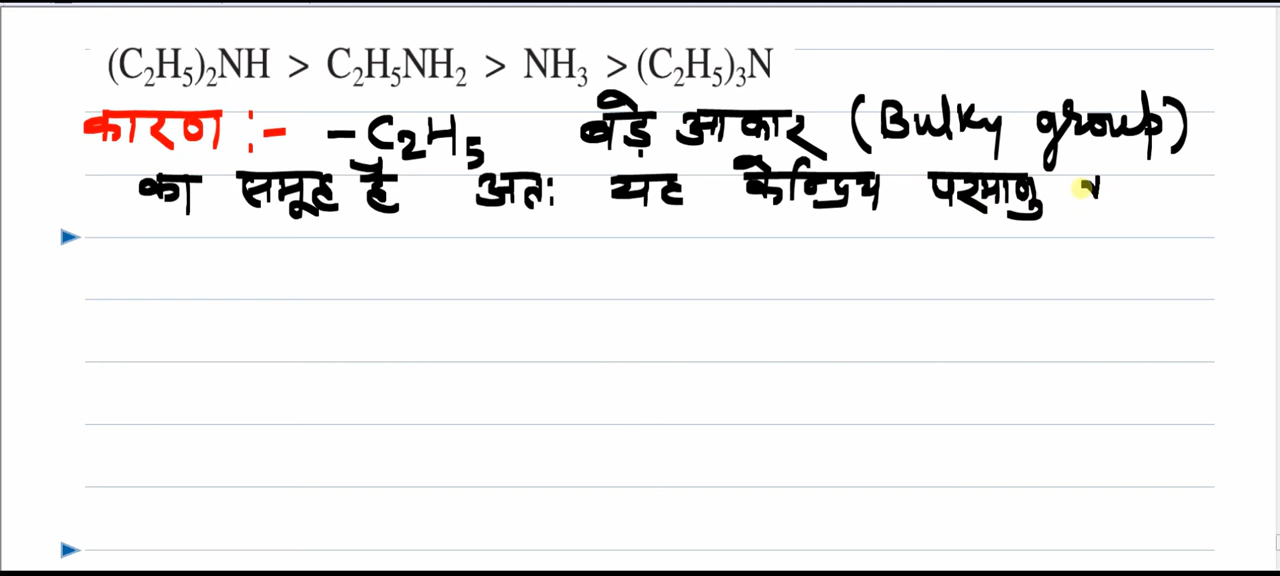 (C₂H₅)₂NH > C₂H₅NH₂ > NH₃ >(C₂H₅)₃N
कारण :- -C₂H₅ बड़े आकार (Bulky group)
का समूह है अतः यह केन्द्रिय परमाणु